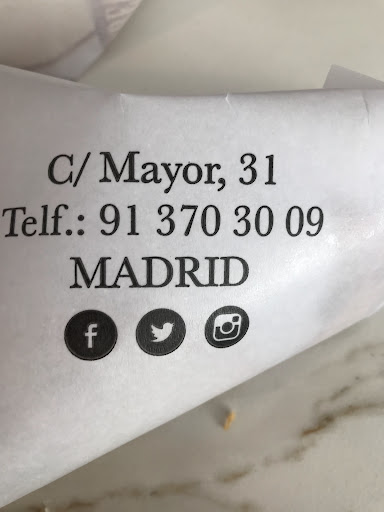 C/ Mayor, 31
Telf.: 91 370 30 09
MADRID